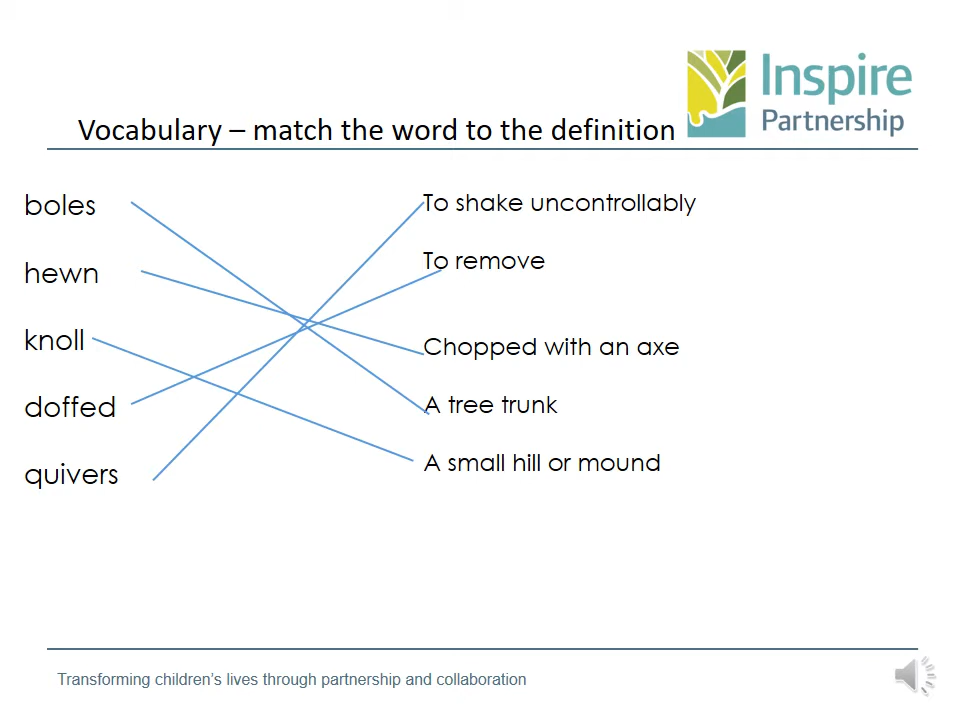 Inspire
Partnership
Vocabulary – match the word to the definition
boles
hewn
knoll
doffed
quivers
To shake uncontrollably
To remove
Chopped with an axe
A tree trunk
A small hill or mound
Transforming children's lives through partnership and collaboration